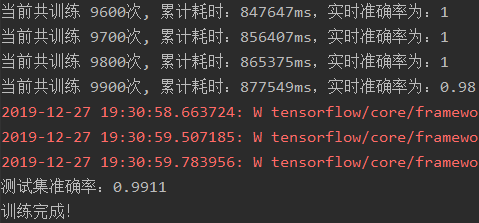 当前共训练 9600次, 累计耗时：847647ms，实时准确率为：1
当前共训练 9700次, 累计耗时：856407ms，实时准确率为：1
当前共训练 9800次, 累计耗时：865375ms，实时准确率为：1
当前共训练 9900次, 累计耗时：877549ms，实时准确率为：0.98
2019-12-27 19:30:58.663724: W tensorflow/core/framewo
2019-12-27 19:30:59.507185: W tensorflow/core/framewo
2019-12-27 19:30:59.783956: W tensorflow/core/framewo
测试集准确率：0.9911
训练完成!